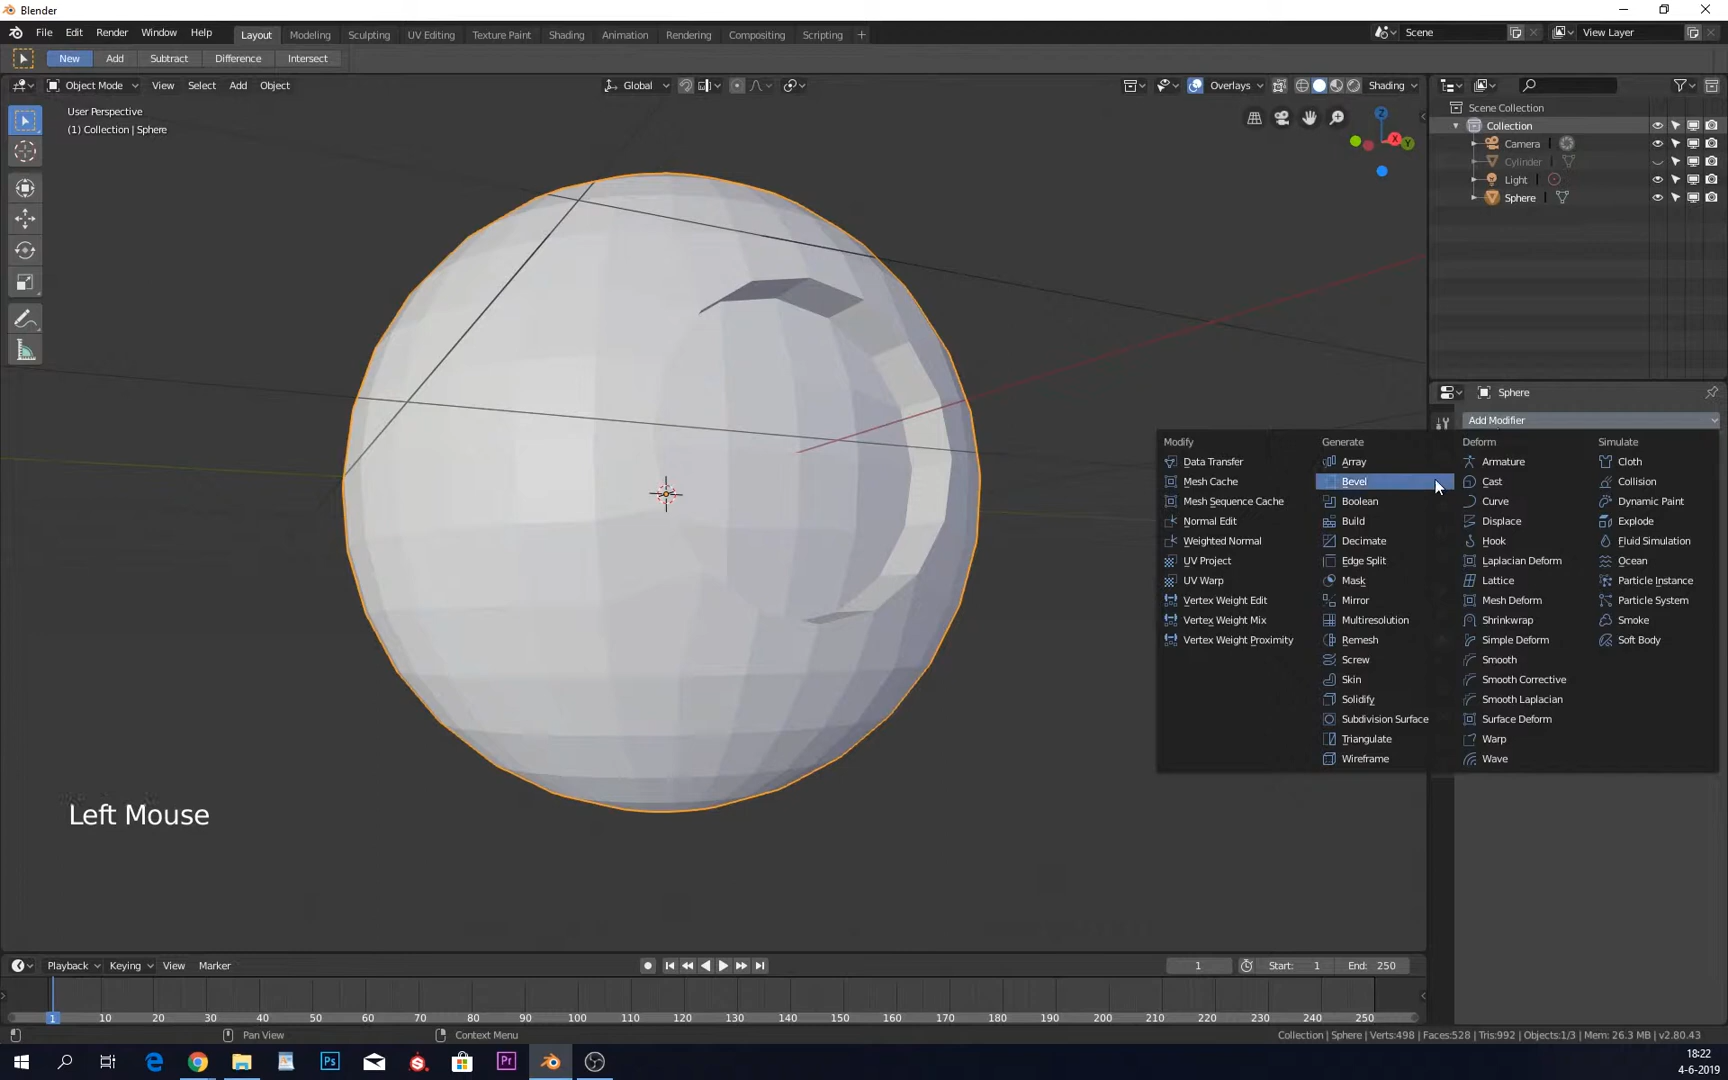 Blender
File Edit Render Window Help
Layout Modeling Sculpting UV Editing Texture Paint Shading Animation Rendering Compositing Scripting +
Scene
View Layer
New Add Subtract Difference Intersect
Object Mode View Select Add Object
Global
Overlays
Shading
User Perspective
(1) Collection | Sphere
Z
X
Y
Scene Collection
Collection
Camera
Cylinder
Light
Sphere
Sphere
Add Modifier
Modify
Data Transfer
Mesh Cache
Mesh Sequence Cache
Normal Edit
Weighted Normal
UV Project
UV Warp
Vertex Weight Edit
Vertex Weight Mix
Vertex Weight Proximity
Generate
Array
Bevel
Boolean
Build
Decimate
Edge Split
Mask
Mirror
Multiresolution
Remesh
Screw
Skin
Solidify
Subdivision Surface
Triangulate
Wireframe
Deform
Armature
Cast
Curve
Displace
Hook
Laplacian Deform
Lattice
Mesh Deform
Shrinkwrap
Simple Deform
Smooth
Smooth Corrective
Smooth Laplacian
Surface Deform
Warp
Wave
Simulate
Cloth
Collision
Dynamic Paint
Explode
Fluid Simulation
Ocean
Particle Instance
Particle System
Smoke
Soft Body
Left Mouse
Playback Keying View Marker
1
Start: 1 End: 250
1 10 20 30 40 50 60 70 80 90 100 110 120 130 140 150 160 170 180 190 200 210 220 230 240 250
Pan View
Context Menu
Collection | Sphere | Verts:498 | Faces:528 | Tris:992 | Objects:1/3 | Mem: 26.3 MB | v2.80.43
Ps
Pr
18:22
4-6-2019